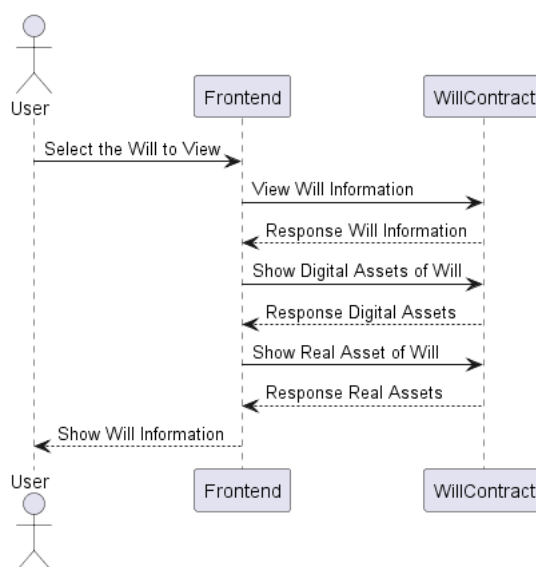 User
Frontend
WillContract
Select the Will to View
View Will Information
Response Will Information
Show Digital Assets of Will
Response Digital Assets
Show Real Asset of Will
Response Real Assets
Show Will Information
User
Frontend
WillContract